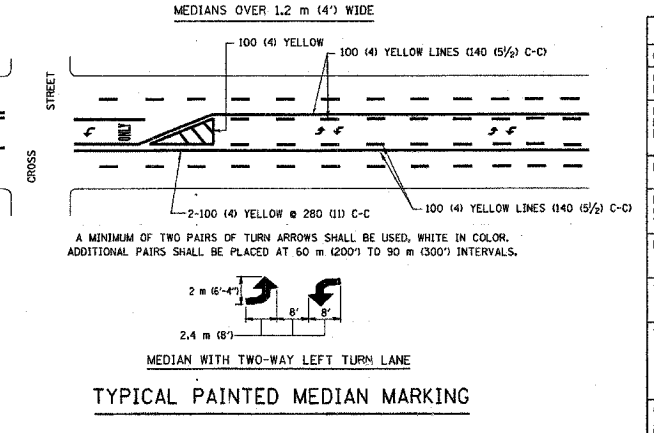 MEDIANS OVER 1.2 m (4') WIDE
100 (4) YELLOW
100 (4) YELLOW LINES (140 (5½) C-C)
STREET
ONLY
CROSS
2-100 (4) YELLOW @ 280 (11) C-C
100 (4) YELLOW LINES (140 (5½) C-C)
A MINIMUM OF TWO PAIRS OF TURN ARROWS SHALL BE USED, WHITE IN COLOR.
ADDITIONAL PAIRS SHALL BE PLACED AT 60 m (200') TO 90 m (300') INTERVALS.
2 m (6'-4")
8' 8'
2.4 m (8')
MEDIAN WITH TWO-WAY LEFT TURN LANE
TYPICAL PAINTED MEDIAN MARKING